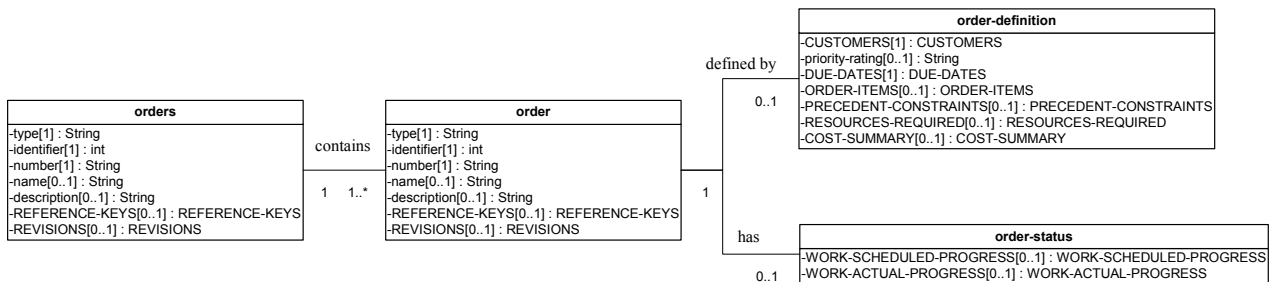 order-definition
-CUSTOMERS[1] : CUSTOMERS
-priority-rating[0..1] : String
-DUE-DATES[1] : DUE-DATES
-ORDER-ITEMS[0..1] : ORDER-ITEMS
-PRECEDENT-CONSTRAINTS[0..1] : PRECEDENT-CONSTRAINTS
-RESOURCES-REQUIRED[0..1] : RESOURCES-REQUIRED
-COST-SUMMARY[0..1] : COST-SUMMARY
defined by
0..1
orders
-type[1] : String
-identifier[1] : int
-number[1] : String
-name[0..1] : String
-description[0..1] : String
-REFERENCE-KEYS[0..1] : REFERENCE-KEYS
-REVISIONS[0..1] : REVISIONS
contains
1 1..*
order
-type[1] : String
-identifier[1] : int
-number[1] : String
-name[0..1] : String
-description[0..1] : String
-REFERENCE-KEYS[0..1] : REFERENCE-KEYS
-REVISIONS[0..1] : REVISIONS
1
has
0..1
order-status
-WORK-SCHEDULED-PROGRESS[0..1] : WORK-SCHEDULED-PROGRESS
-WORK-ACTUAL-PROGRESS[0..1] : WORK-ACTUAL-PROGRESS